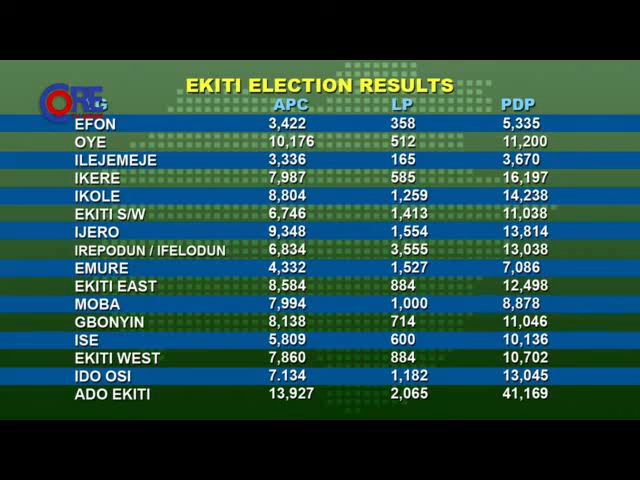 EKITI ELECTION RESULTS
CORE
G APC LP PDP
EFON 3,422 358 5,335
OYE 10,176 512 11,200
ILEJEMEJE 3,336 165 3,670
IKERE 7,987 585 16,197
IKOLE 8,804 1,259 14,238
EKITI S/W 6,746 1,413 11,038
IJERO 9,348 1,554 13,814
IREPODUN / IFELODUN 6,834 3,555 13,038
EMURE 4,332 1,527 7,086
EKITI EAST 8,584 884 12,498
MOBA 7,994 1,000 8,878
GBONYIN 8,138 714 11,046
ISE 5,809 600 10,136
EKITI WEST 7,860 884 10,702
IDO OSI 7.134 1,182 13,045
ADO EKITI 13,927 2,065 41,169